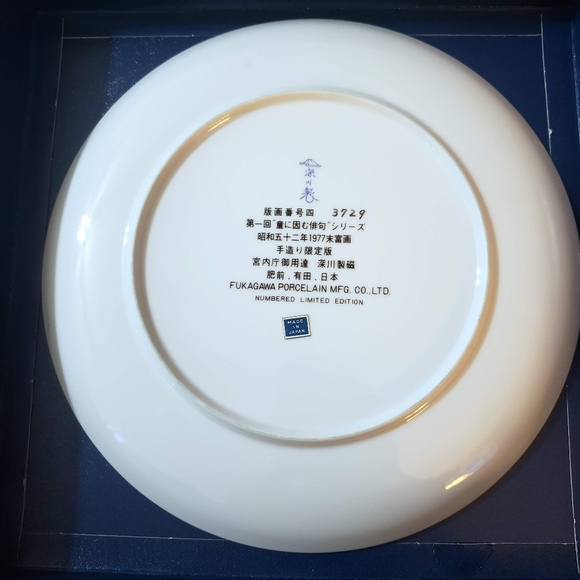 深川製
版画番号四 3729
第一回"童に因む俳句"シリーズ
昭和五十二年1977末富画
手造り限定版
宮内庁御用達 深川製磁
肥前．有田．日本
FUKAGAWA PORCELAIN MFG. CO., LTD.
NUMBERED LIMITED EDITION
MADE
IN
JAPAN